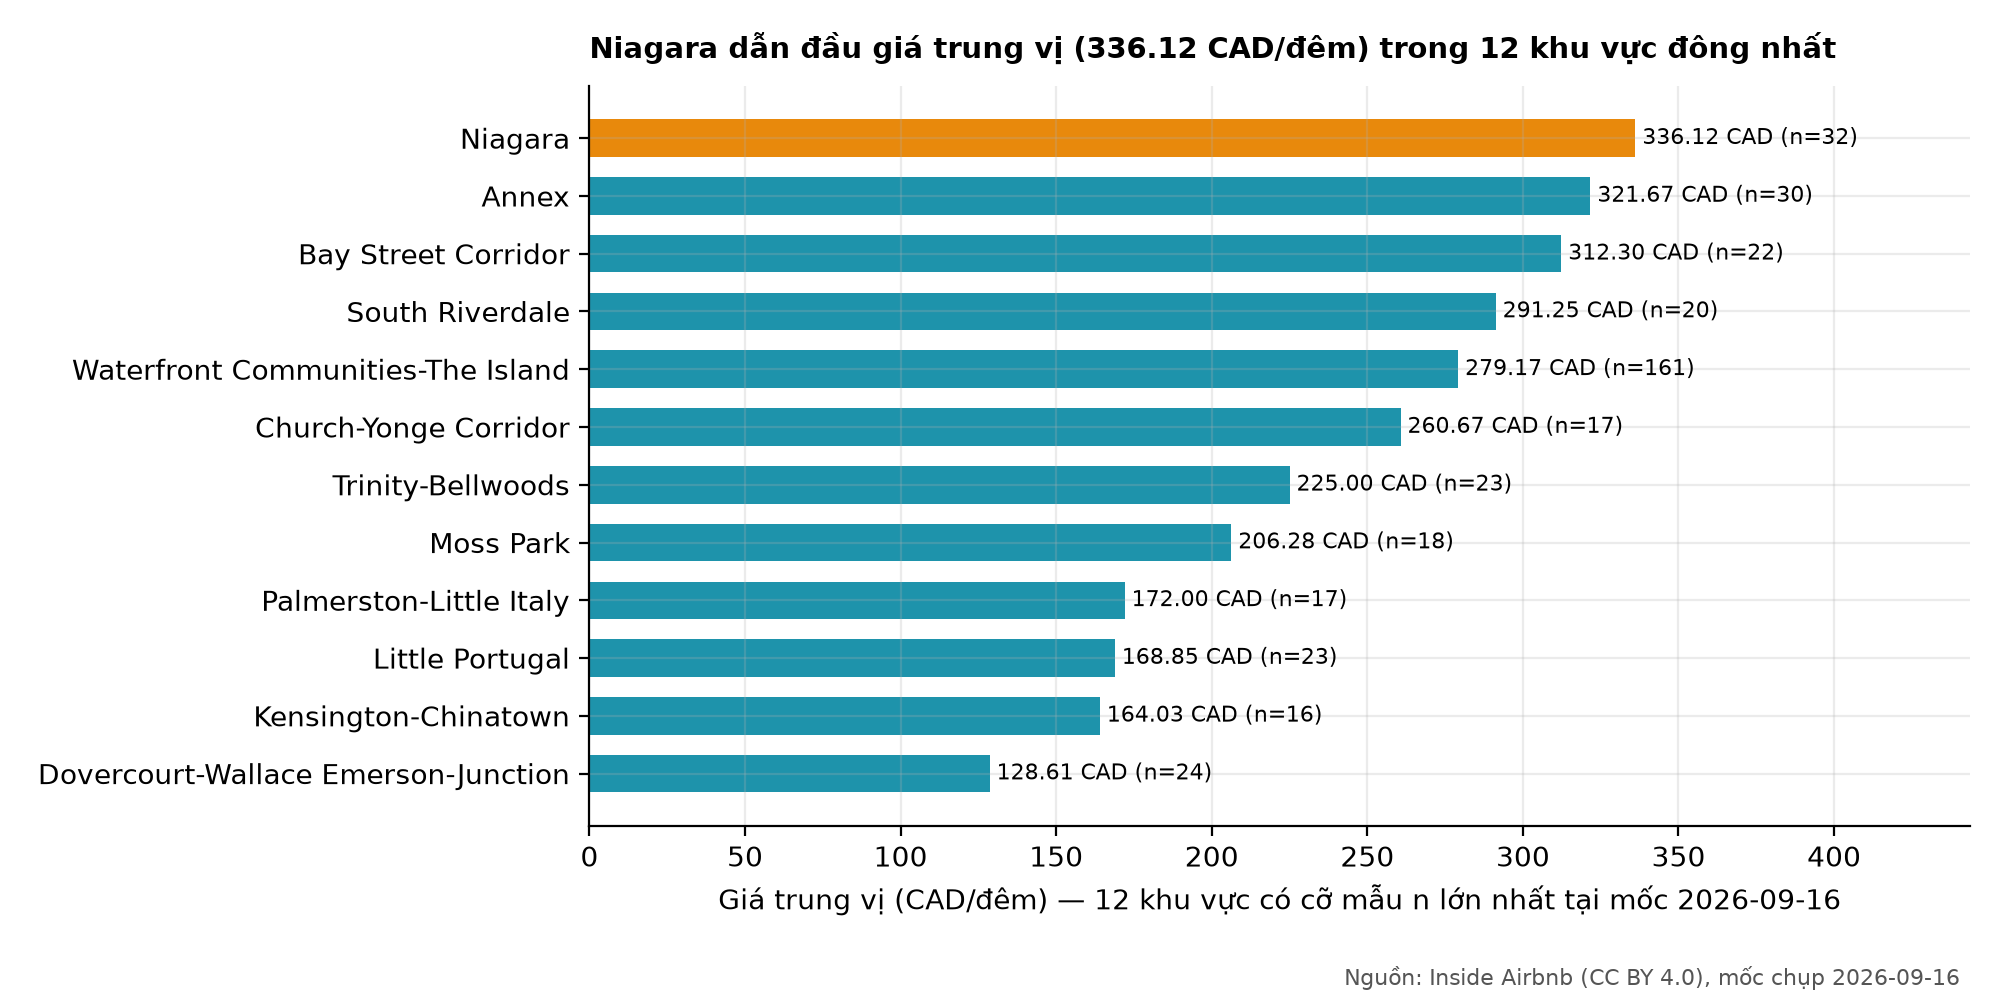 Niagara dẫn đầu giá trung vị (336.12 CAD/đêm) trong 12 khu vực đông nhất
Niagara 336.12 CAD (n=32)
Annex 321.67 CAD (n=30)
Bay Street Corridor 312.30 CAD (n=22)
South Riverdale 291.25 CAD (n=20)
Waterfront Communities-The Island 279.17 CAD (n=161)
Church-Yonge Corridor 260.67 CAD (n=17)
Trinity-Bellwoods 225.00 CAD (n=23)
Moss Park 206.28 CAD (n=18)
Palmerston-Little Italy 172.00 CAD (n=17)
Little Portugal 168.85 CAD (n=23)
Kensington-Chinatown 164.03 CAD (n=16)
Dovercourt-Wallace Emerson-Junction 128.61 CAD (n=24)
0 50 100 150 200 250 300 350 400
Giá trung vị (CAD/đêm) — 12 khu vực có cỡ mẫu n lớn nhất tại mốc 2026-09-16
Nguồn: Inside Airbnb (CC BY 4.0), mốc chụp 2026-09-16